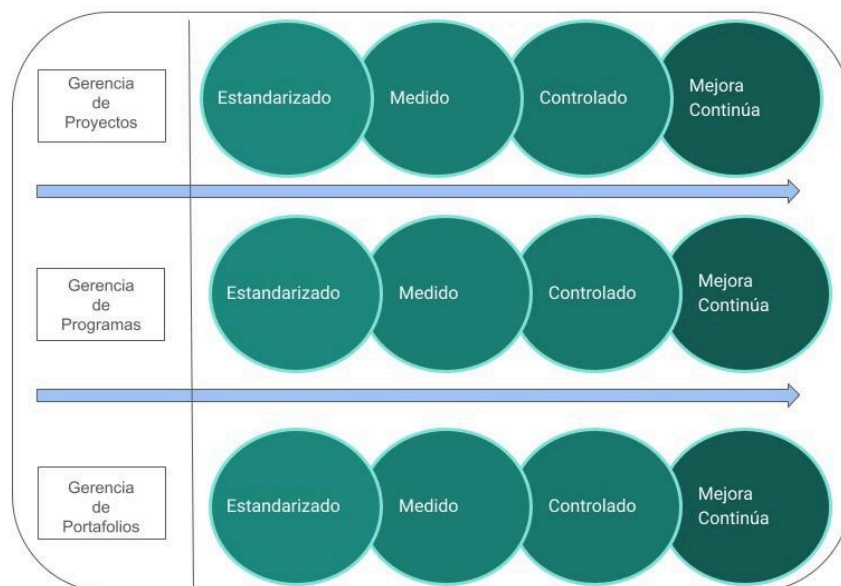 Gerencia
de
Proyectos
Estandarizado
Medido
Controlado
Mejora
Continúa
Gerencia
de
Programas
Estandarizado
Medido
Controlado
Mejora
Continúa
Gerencia
de
Portafolios
Estandarizado
Medido
Controlado
Mejora
Continúa